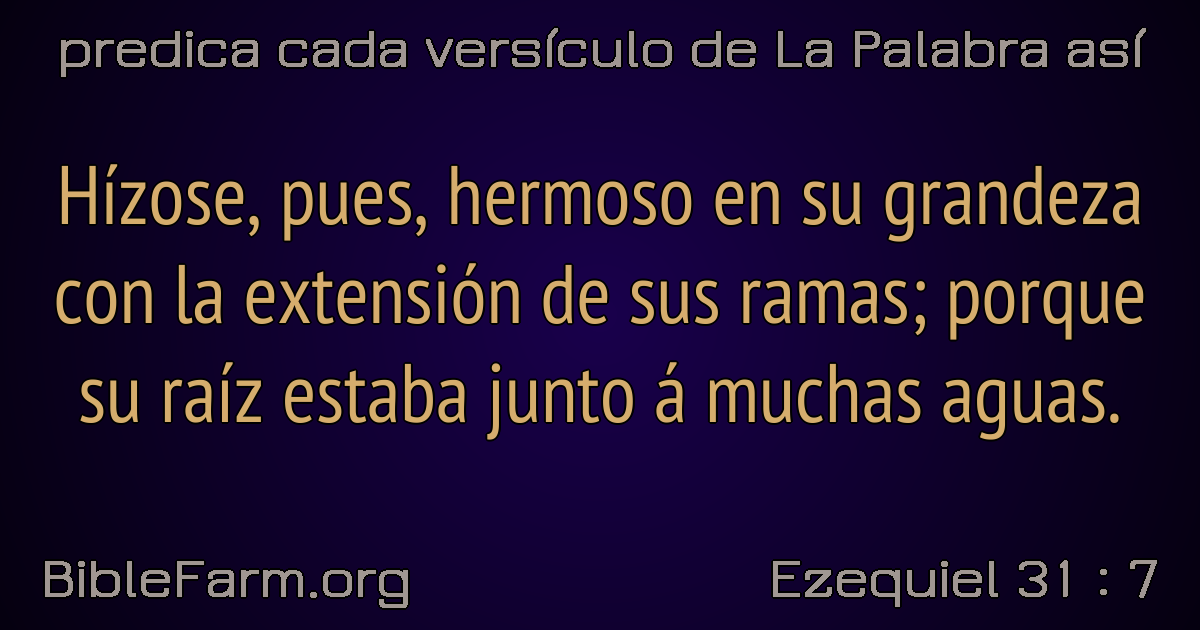 predica cada versículo de La Palabra así
Hízose, pues, hermoso en su grandeza
con la extensión de sus ramas; porque
su raíz estaba junto á muchas aguas.
BibleFarm.org
Ezequiel 31 : 7